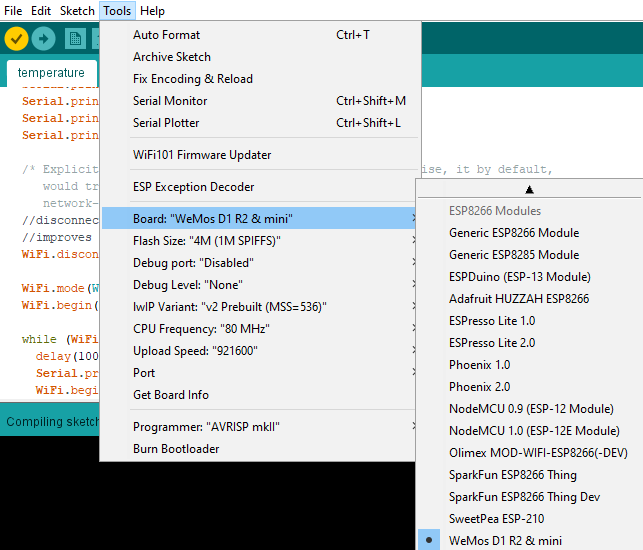 File Edit Sketch Tools Help
temperature
Serial.prin
Serial.prin
Serial.prin
/* Explicit
ise, it by default,
would tr
network-
//disconnec
//improves
WiFi.discon
WiFi.mode(W
WiFi.begin(
while (WiFi
delay(100
Serial.pr
WiFi.begi
Compiling sketch
Auto Format Ctrl+T
Archive Sketch
Fix Encoding & Reload
Serial Monitor Ctrl+Shift+M
Serial Plotter Ctrl+Shift+L
WiFi101 Firmware Updater
ESP Exception Decoder
Board: "WeMos D1 R2 & mini"
Flash Size: "4M (1M SPIFFS)"
Debug port: "Disabled"
Debug Level: "None"
lwIP Variant: "v2 Prebuilt (MSS=536)"
CPU Frequency: "80 MHz"
Upload Speed: "921600"
Port
Get Board Info
Programmer: "AVRISP mkII"
Burn Bootloader
ESP8266 Modules
Generic ESP8266 Module
Generic ESP8285 Module
ESPDuino (ESP-13 Module)
Adafruit HUZZAH ESP8266
ESPresso Lite 1.0
ESPresso Lite 2.0
Phoenix 1.0
Phoenix 2.0
NodeMCU 0.9 (ESP-12 Module)
NodeMCU 1.0 (ESP-12E Module)
Olimex MOD-WIFI-ESP8266(-DEV)
SparkFun ESP8266 Thing
SparkFun ESP8266 Thing Dev
SweetPea ESP-210
WeMos D1 R2 & mini